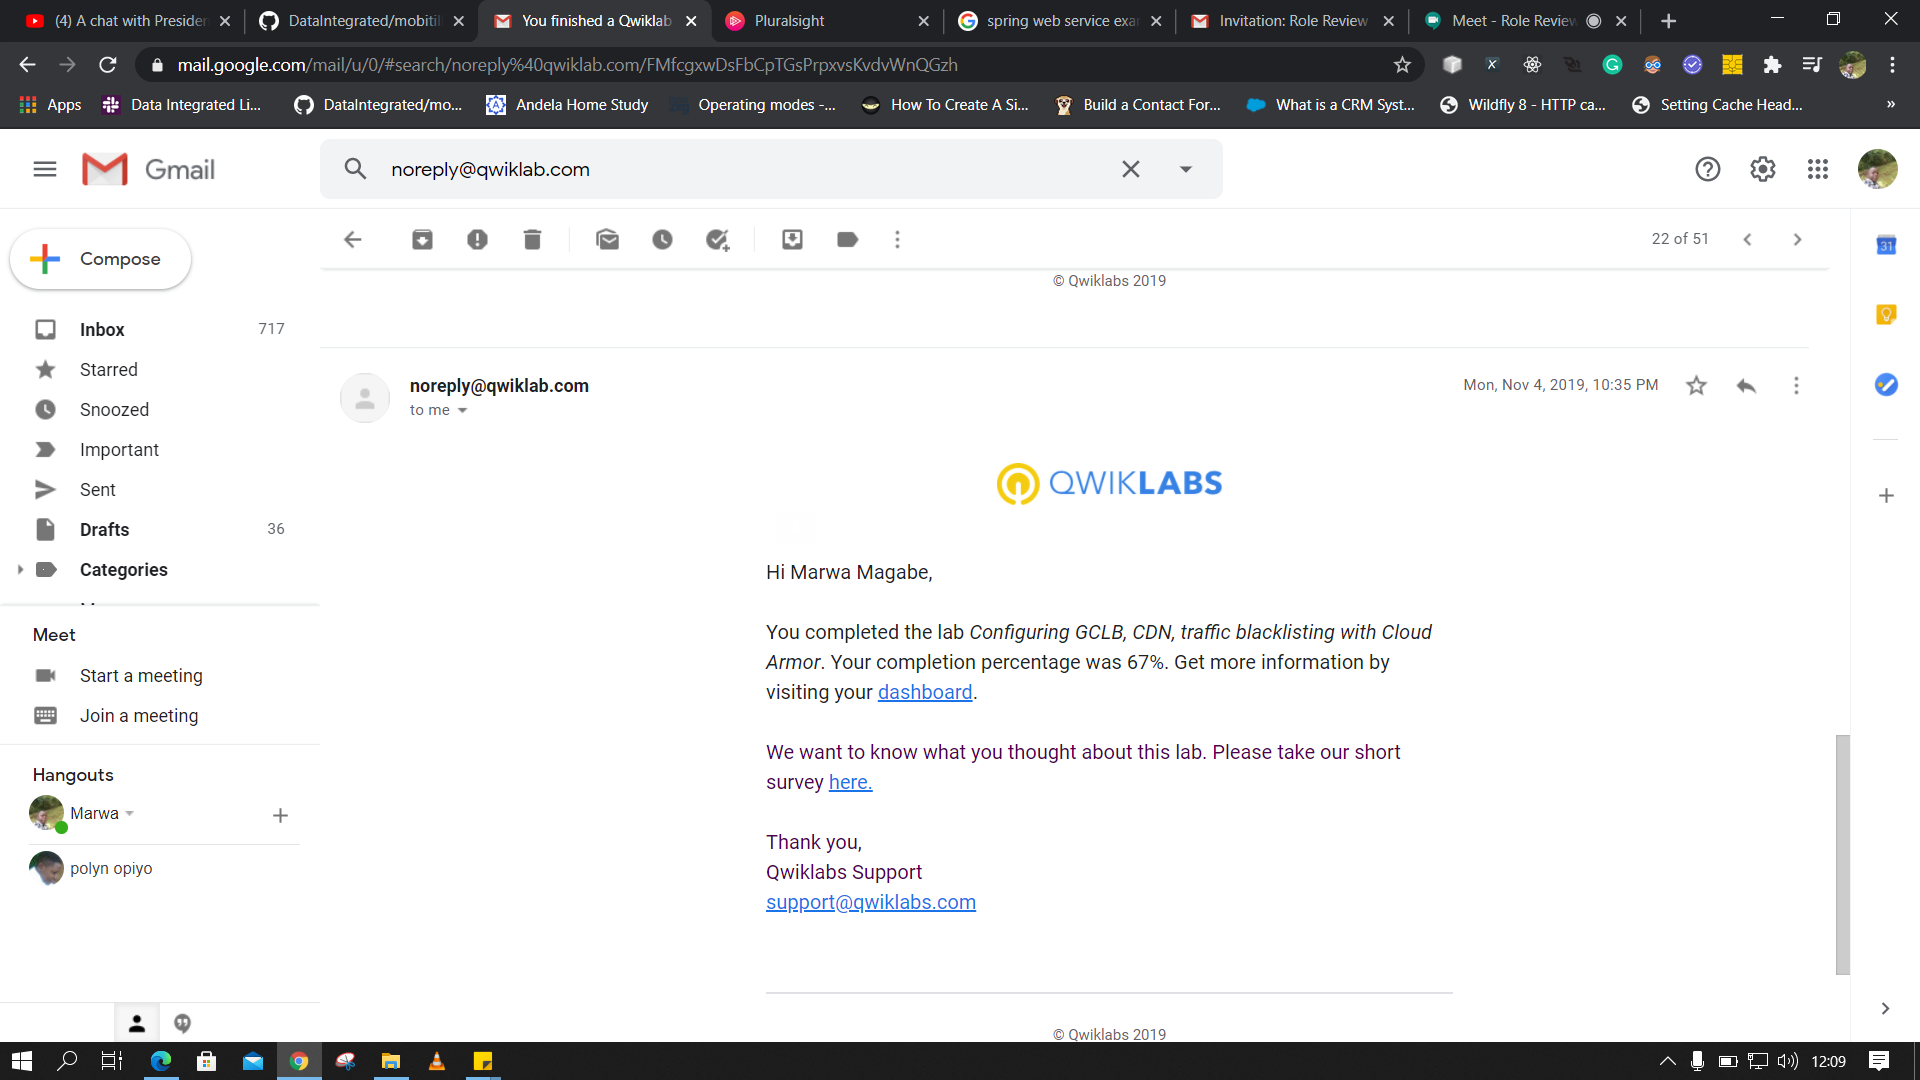 (4) A chat with Presiden
DataIntegrated/mobitil
You finished a Qwiklab
Pluralsight
spring web service exa
Invitation: Role Review
Meet - Role Review
mail.google.com/mail/u/0/#search/noreply%40qwiklab.com/FMfcgxwDsFbCpTGsPrpxvsKvdvWnQGzh
Apps
Data Integrated Li...
DataIntegrated/mo...
Andela Home Study
Operating modes -...
How To Create A Si...
Build a Contact For...
What is a CRM Syst...
Wildfly 8 - HTTP ca...
Setting Cache Head...
»
Gmail
noreply@qwiklab.com
Compose
22 of 51
31
© Qwiklabs 2019
Inbox 717
Starred
Snoozed
Important
Sent
Drafts 36
Categories
noreply@qwiklab.com
to me
Mon, Nov 4, 2019, 10:35 PM
QWIKLABS
Hi Marwa Magabe,
You completed the lab Configuring GCLB, CDN, traffic blacklisting with Cloud
Armor. Your completion percentage was 67%. Get more information by
visiting your dashboard.
We want to know what you thought about this lab. Please take our short
survey here.
Thank you,
Qwiklabs Support
support@qwiklabs.com
© Qwiklabs 2019
Meet
Start a meeting
Join a meeting
Hangouts
Marwa
polyn opiyo
12:09